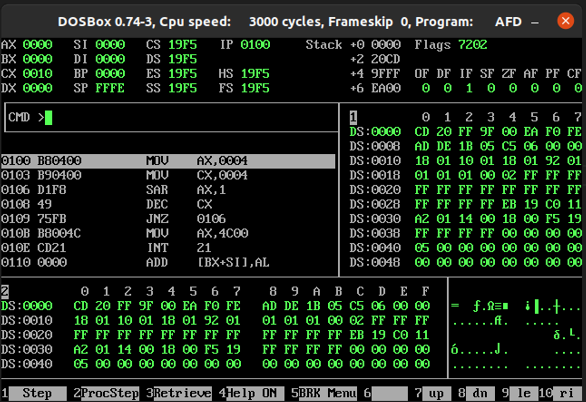 DOSBox 0.74-3, Cpu speed: 3000 cycles, Frameskip 0, Program: AFD
AX 0000 SI 0000 CS 19F5 IP 0100 Stack +0 0000 Flags 7202
BX 0000 DI 0000 DS 19F5 +2 20CD
CX 0010 BP 0000 ES 19F5 HS 19F5 +4 9FFF OF DF IF SF ZF AF PF CF
DX 0000 SP FFFE SS 19F5 FS 19F5 +6 EA00 0 0 1 0 0 0 0 0
CMD >
1 0 1 2 3 4 5 6 7
DS:0000 CD 20 FF 9F 00 EA F0 FE
DS:0008 AD DE 1B 05 C5 06 00 00
DS:0010 18 01 10 01 18 01 92 01
DS:0018 01 01 01 00 02 FF FF FF
DS:0020 FF FF FF FF FF FF FF FF
DS:0028 FF FF FF FF EB 19 C0 11
DS:0030 A2 01 14 00 18 00 F5 19
DS:0038 FF FF FF FF 00 00 00 00
DS:0040 05 00 00 00 00 00 00 00
DS:0048 00 00 00 00 00 00 00 00
0100 B80400 MOV AX,0004
0103 B90400 MOV CX,0004
0106 D1F8 SAR AX,1
0108 49 DEC CX
0109 75FB JNZ 0106
010B B8004C MOV AX,4C00
010E CD21 INT 21
0110 0000 ADD [BX+SI],AL
2 0 1 2 3 4 5 6 7 8 9 A B C D E F
DS:0000 CD 20 FF 9F 00 EA F0 FE AD DE 1B 05 C5 06 00 00
DS:0010 18 01 10 01 18 01 92 01 01 01 01 00 02 FF FF FF
DS:0020 FF FF FF FF FF FF FF FF FF FF FF FF EB 19 C0 11
DS:0030 A2 01 14 00 18 00 F5 19 FF FF FF FF 00 00 00 00
DS:0040 05 00 00 00 00 00 00 00 00 00 00 00 00 00 00 00
1 Step 2ProcStep 3Retrieve 4Help ON 5BRK Menu 6 7 up 8 dn 9 le 10 ri